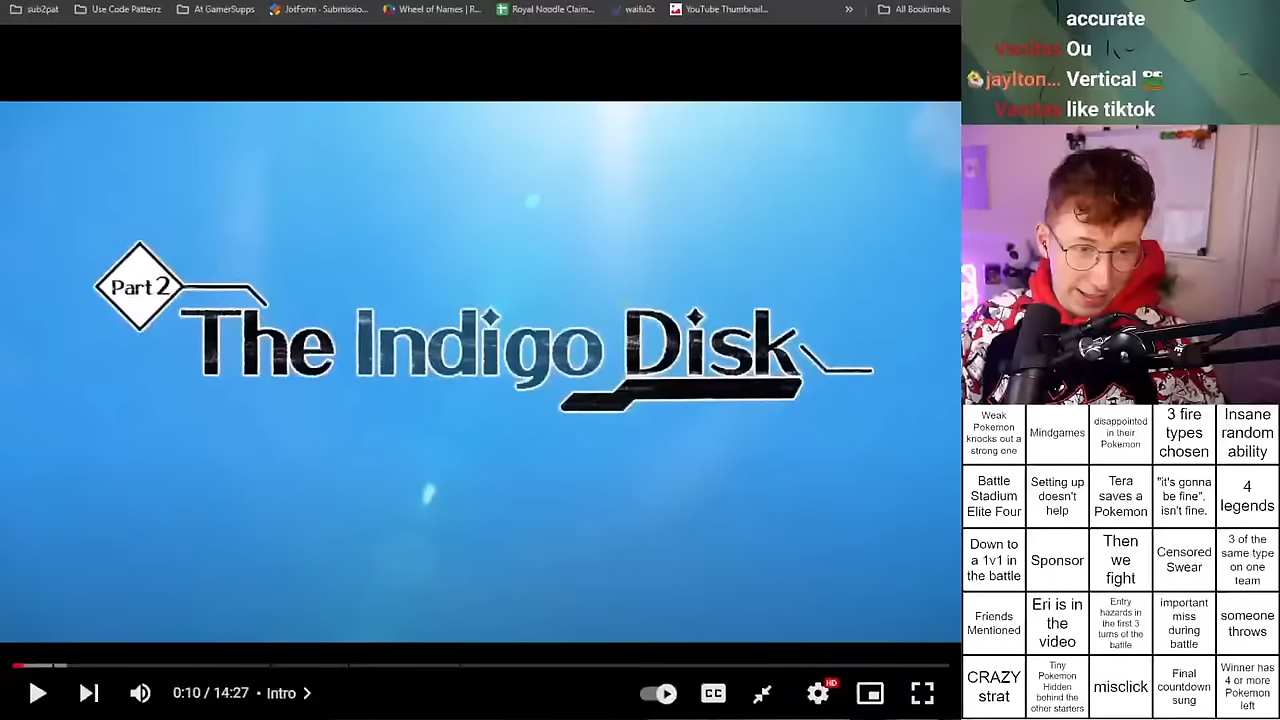 sub2pat
Use Code Patterrz
At GamerSupps
JotForm - Submissio...
Wheel of Names | R...
Royal Noodle Claim...
waifu2x
YouTube Thumbnail...
»
All Bookmarks
accurate
Vanitas Ou
jaylton... Vertical
Vanitas like tiktok
Part 2
The Indigo Disk
Weak
Pokemon
knocks out a
strong one
Mindgames
disappointed
in their
Pokemon
3 fire
types
chosen
Insane
random
ability
Battle
Stadium
Elite Four
Setting up
doesn't
help
Tera
saves a
Pokemon
"it's gonna
be fine".
isn't fine.
4
legends
Down to
a 1v1 in
the battle
Sponsor
Then
we
fight
Censored
Swear
3 of the
same type
on one
team
Friends
Mentioned
Eri is in
the
video
Entry
hazards in
the first 3
turns of the
battle
important
miss
during
battle
someone
throws
CRAZY
strat
Tiny
Pokemon
Hidden
behind the
other starters
misclick
Final
countdown
sung
Winner has
4 or more
Pokemon
left
0:10 / 14:27 • Intro
CC
HD